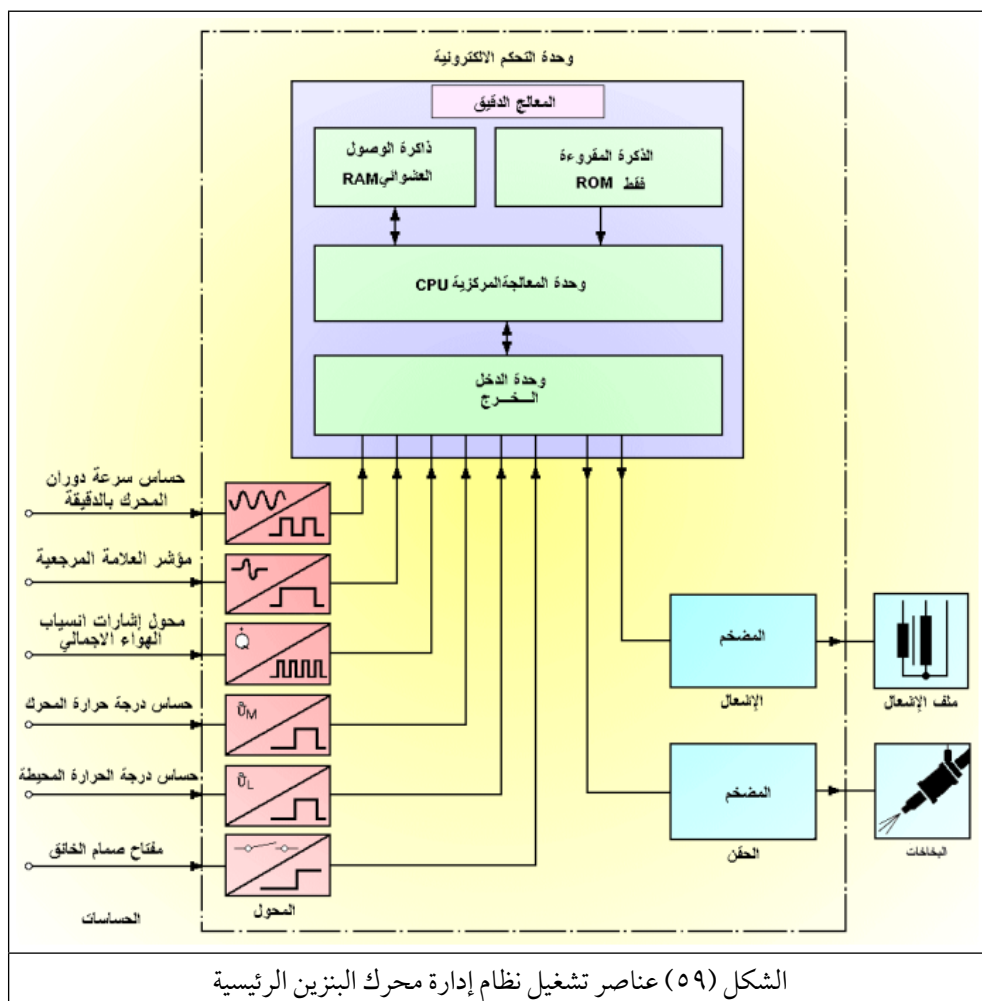 وحدة التحكم الالكترونية
المعالج الدقيق
الذكرة المقروءة
فقط ROM
ذاكرة الوصول
العشوائيRAM
وحدة المعالجةالمركزية CPU
وحدة الدخل
الـــخـــرج
حساس سرعة دوران
المحرك بالدقيقة
مؤشر العلامة المرجعية
محول إشارات انسياب
الهواء الاجمالي
Q̇
حساس درجة حرارة المحرك
ϑM
حساس درجة الحرارة المحيطة
ϑL
مفتاح صمام الخانق
الحساسات
المحول
المضخم
الإشعال
ملف الإشعال
المضخم
الحقن
البخاخات
الشكل (٥٩) عناصر تشغيل نظام إدارة محرك البنزين الرئيسية